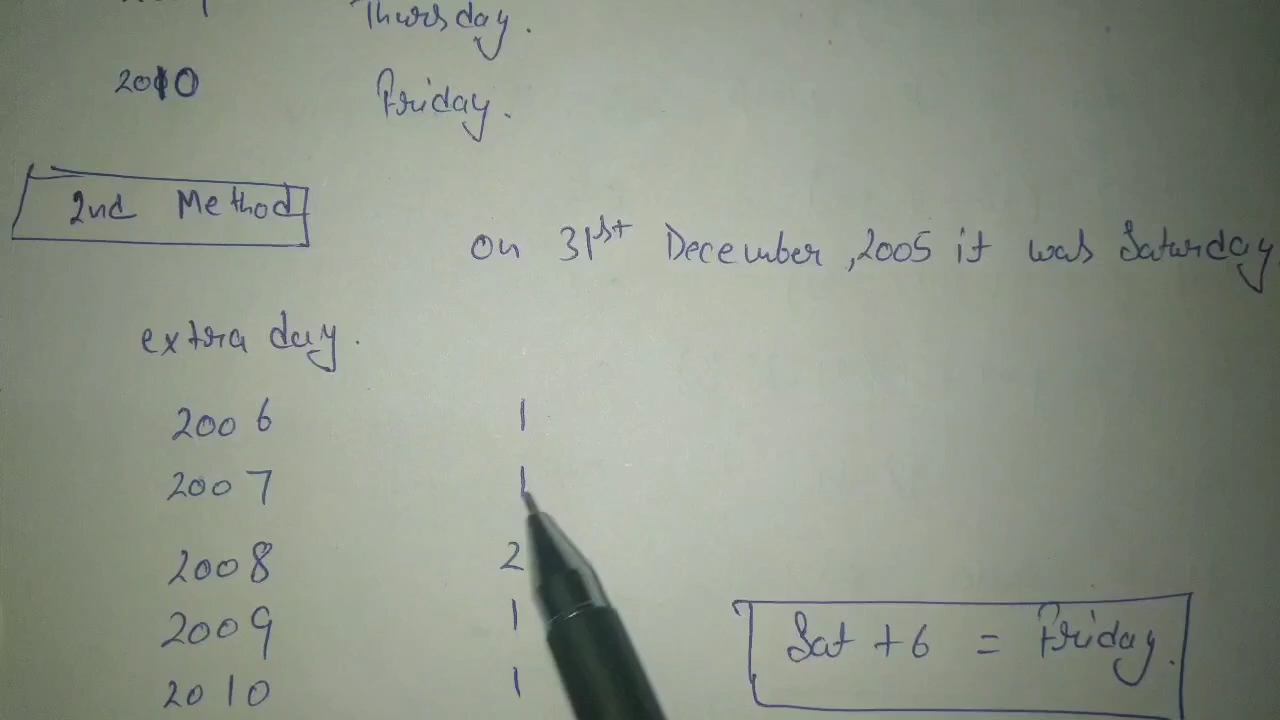 Thursday.
2010 Friday.
2nd Method
On 31st December, 2005 it was Saturday
extra day.
2006 1
2007 1
2008 2
2009 1
2010 1
Sat + 6 = Friday.